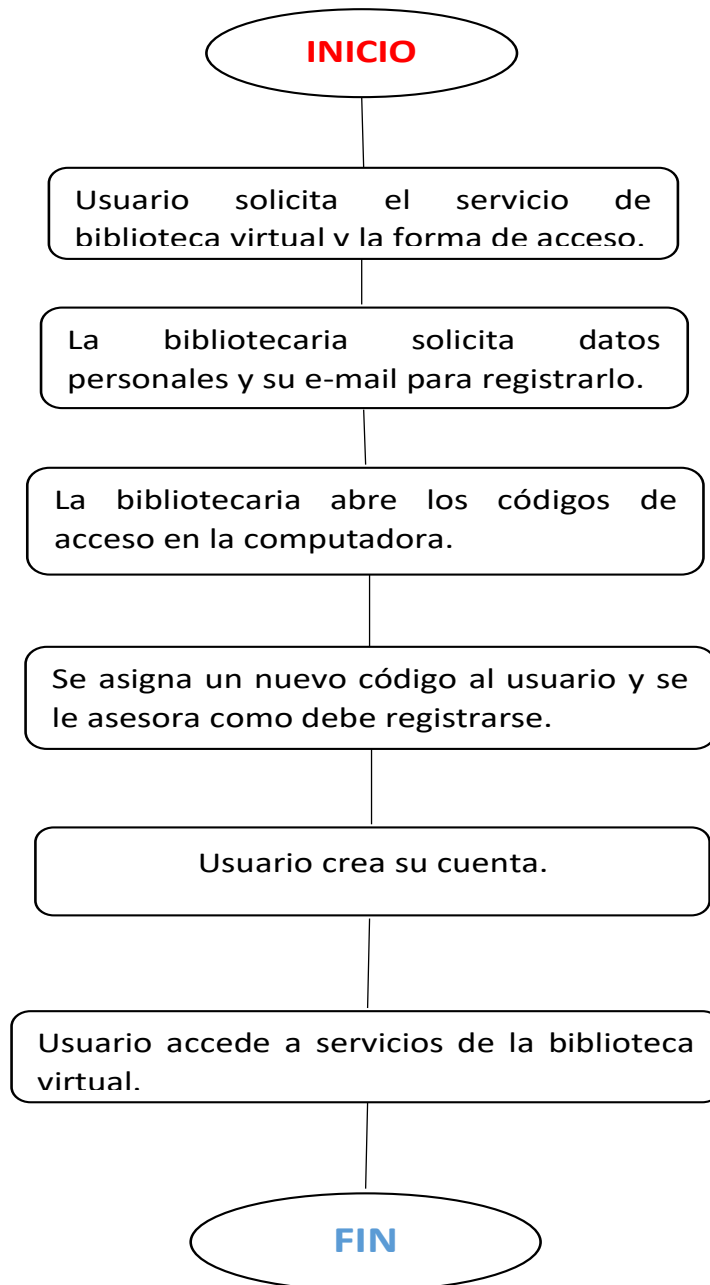 INICIO
Usuario solicita el servicio de
biblioteca virtual y la forma de acceso.
La bibliotecaria solicita datos
personales y su e-mail para registrarlo.
La bibliotecaria abre los códigos de
acceso en la computadora.
Se asigna un nuevo código al usuario y se
le asesora como debe registrarse.
Usuario crea su cuenta.
Usuario accede a servicios de la biblioteca
virtual.
FIN